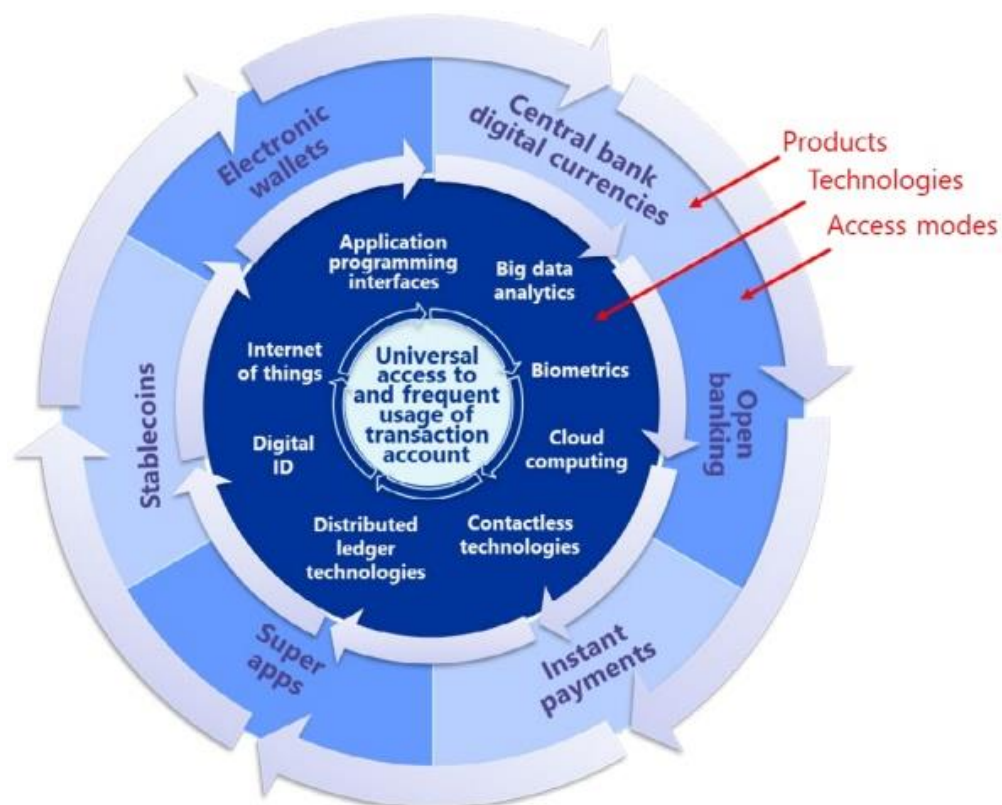 Electronic
wallets
Central bank
digital currencies
Products
Technologies
Access modes
Application
programming
interfaces
Big data
analytics
Internet
of things
Universal
access to
and frequent
usage of
transaction
account
Biometrics
Open
banking
Stablecoins
Digital
ID
Cloud
computing
Distributed
ledger
technologies
Contactless
technologies
Super
apps
Instant
payments